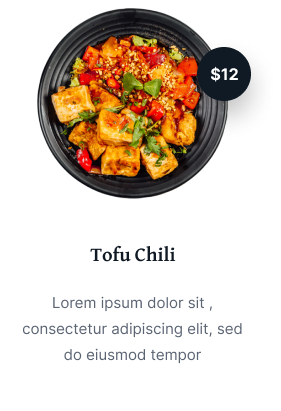 $12
Tofu Chili
Lorem ipsum dolor sit ,
consectetur adipiscing elit, sed
do eiusmod tempor